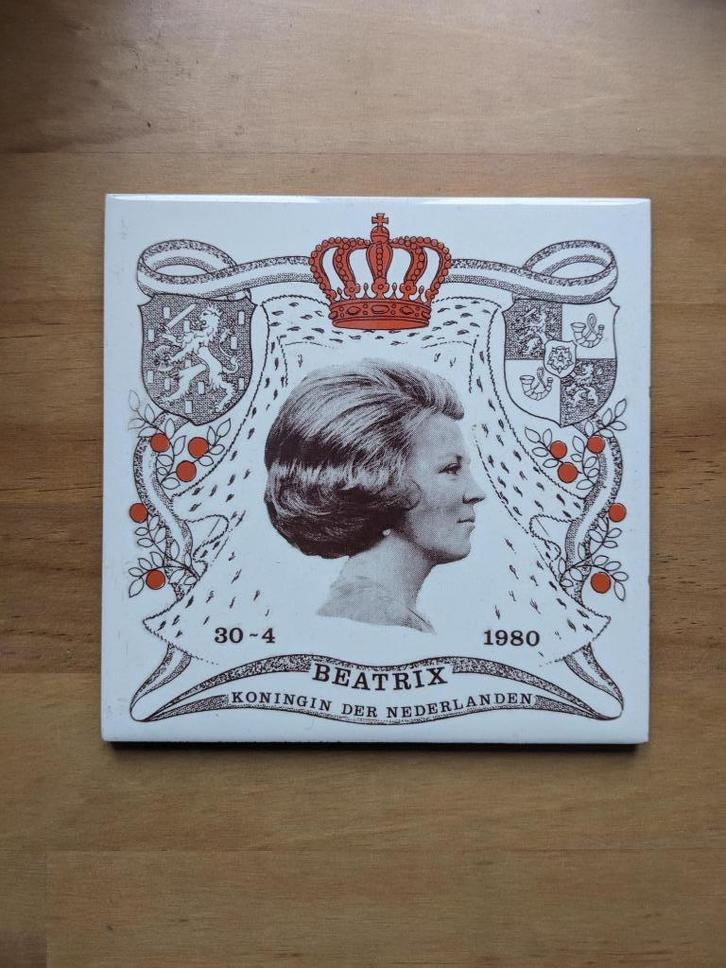 30-4 1980
BEATRIX
KONINGIN DER NEDERLANDEN